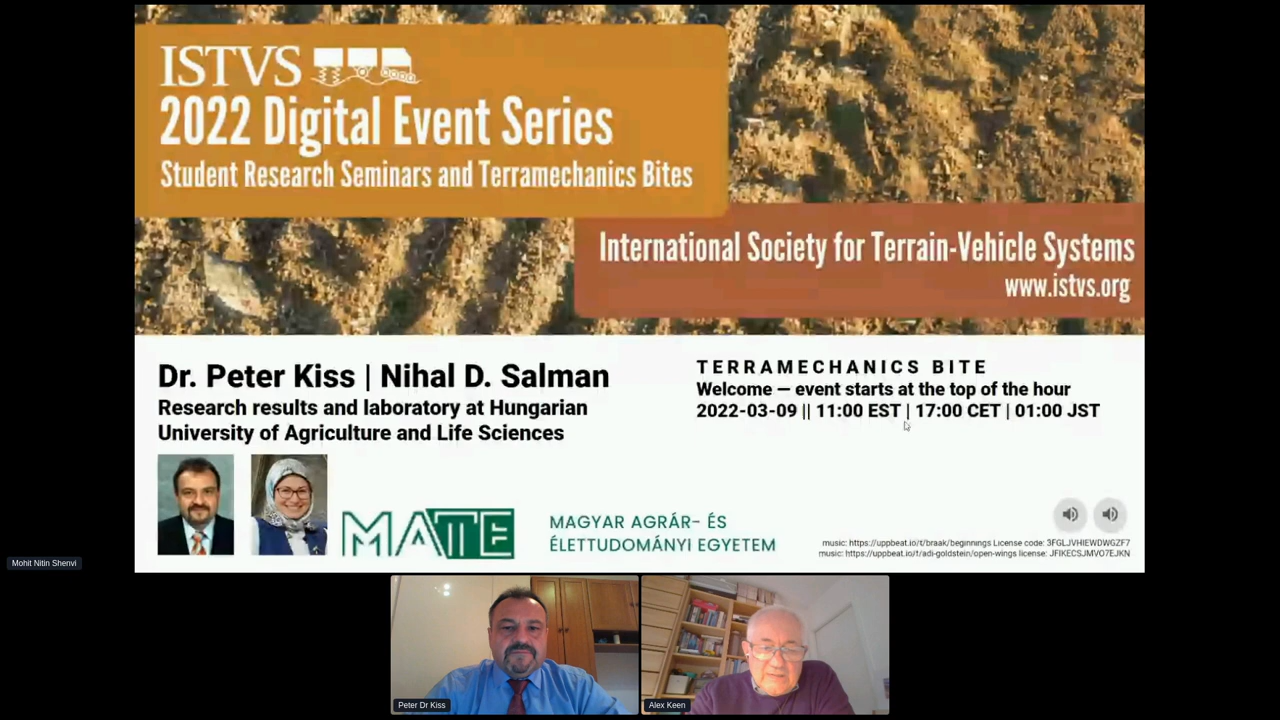 ISTVS
2022 Digital Event Series
Student Research Seminars and Terramechanics Bites
International Society for Terrain-Vehicle Systems
www.istvs.org
Dr. Peter Kiss | Nihal D. Salman
Research results and laboratory at Hungarian
University of Agriculture and Life Sciences
TERRAMECHANICS BITE
Welcome — event starts at the top of the hour
2022-03-09 || 11:00 EST | 17:00 CET | 01:00 JST
MATE
MAGYAR AGRÁR- ÉS
ÉLETTUDOMÁNYI EGYETEM
music: https://uppbeat.io/t/braak/beginnings License code: 3FGLJVHIEWDWGZF7
music: https://uppbeat.io/t/adi-goldstein/open-wings license: JFIKECSJMVO7EJKN
Mohit Nitin Shenvi
Peter Dr Kiss
Alex Keen